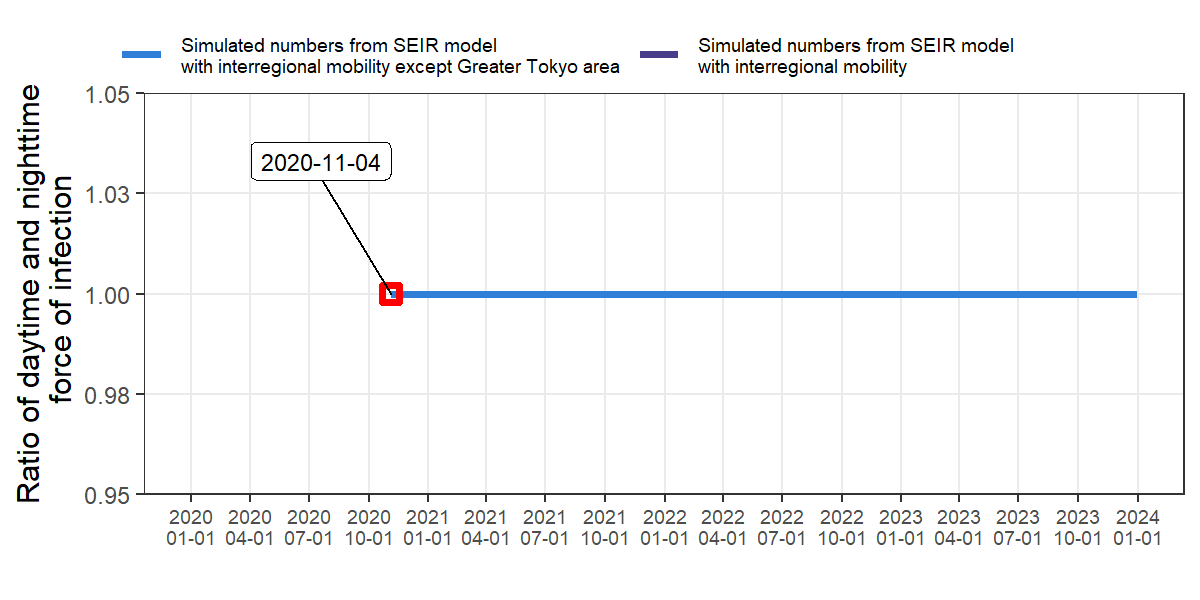 Simulated numbers from SEIR model
with interregional mobility except Greater Tokyo area
Simulated numbers from SEIR model
with interregional mobility
Ratio of daytime and nighttime
force of infection
1.05
1.03
1.00
0.98
0.95
2020-11-04
2020 2020 2020 2020 2021 2021 2021 2021 2022 2022 2022 2022 2023 2023 2023 2023 2024
01-01 04-01 07-01 10-01 01-01 04-01 07-01 10-01 01-01 04-01 07-01 10-01 01-01 04-01 07-01 10-01 01-01